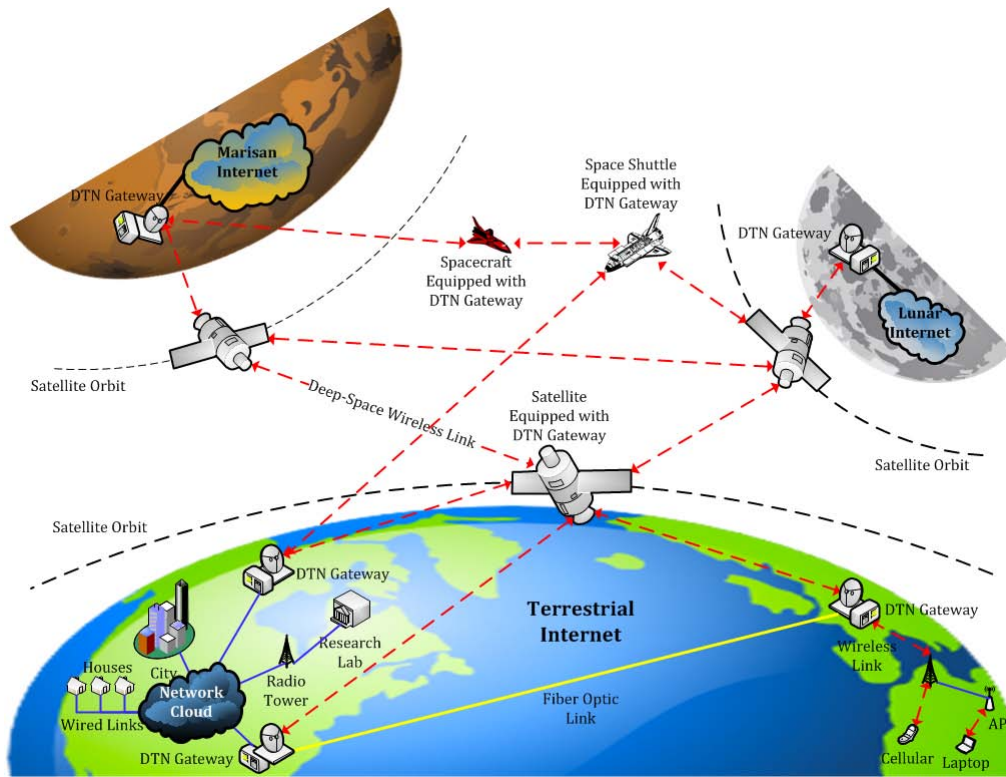 Marisan
Internet
DTN Gateway
Space Shuttle
Equipped with
DTN Gateway
DTN Gateway
Spacecraft
Equipped with
DTN Gateway
Lunar
Internet
Satellite Orbit
Deep-Space Wireless Link
Satellite
Equipped with
DTN Gateway
Satellite Orbit
Satellite Orbit
DTN Gateway
Terrestrial
Internet
DTN Gateway
Research
Lab
Wireless
Link
Houses
City
Radio
Tower
Network
Cloud
Fiber Optic
Link
Wired Links
AP
DTN Gateway
Cellular
Laptop